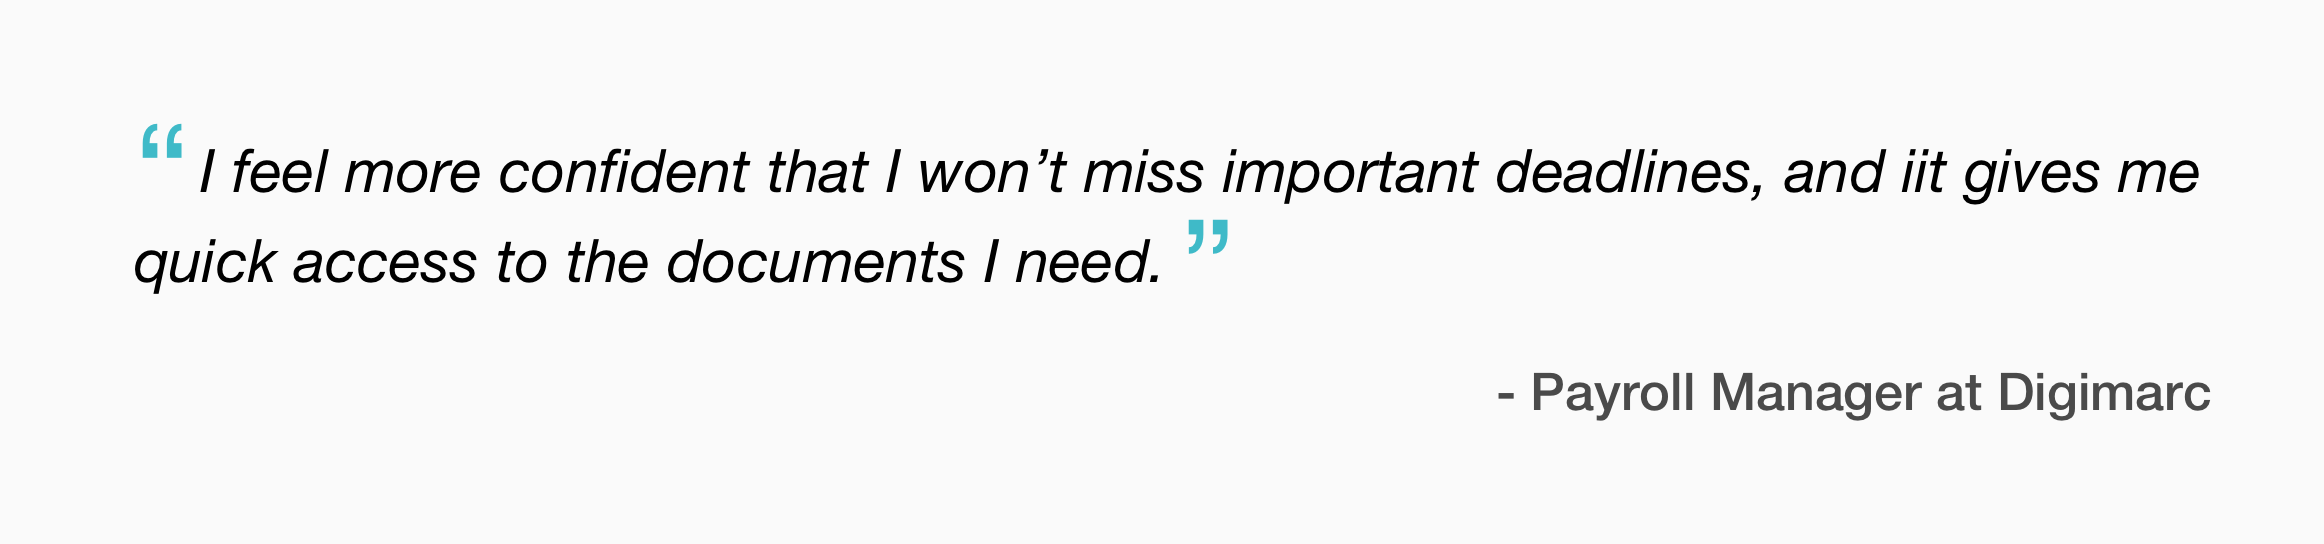 “ I feel more confident that I won’t miss important deadlines, and iit gives me
quick access to the documents I need. ”
- Payroll Manager at Digimarc